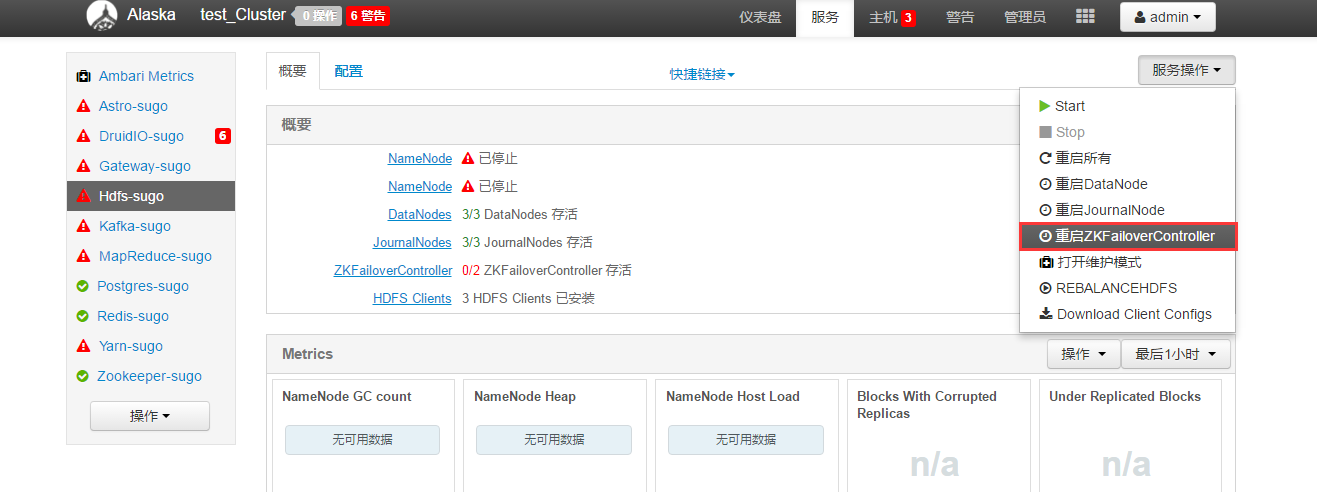 Alaska test_Cluster 0 操作 6 警告 仪表盘 服务 主机 3 警告 管理员 admin
Ambari Metrics
Astro-sugo
DruidIO-sugo 6
Gateway-sugo
Hdfs-sugo
Kafka-sugo
MapReduce-sugo
Postgres-sugo
Redis-sugo
Yarn-sugo
Zookeeper-sugo
操作
概要 配置 快捷链接 服务操作
概要
NameNode 已停止
NameNode 已停止
DataNodes 3/3 DataNodes 存活
JournalNodes 3/3 JournalNodes 存活
ZKFailoverController 0/2 ZKFailoverController 存活
HDFS Clients 3 HDFS Clients 已安装
Start
Stop
重启所有
重启DataNode
重启JournalNode
重启ZKFailoverController
打开维护模式
REBALANCEHDFS
Download Client Configs
Metrics 操作 最后1小时
NameNode GC count
无可用数据
NameNode Heap
无可用数据
NameNode Host Load
无可用数据
Blocks With Corrupted
Replicas
n/a
Under Replicated Blocks
n/a